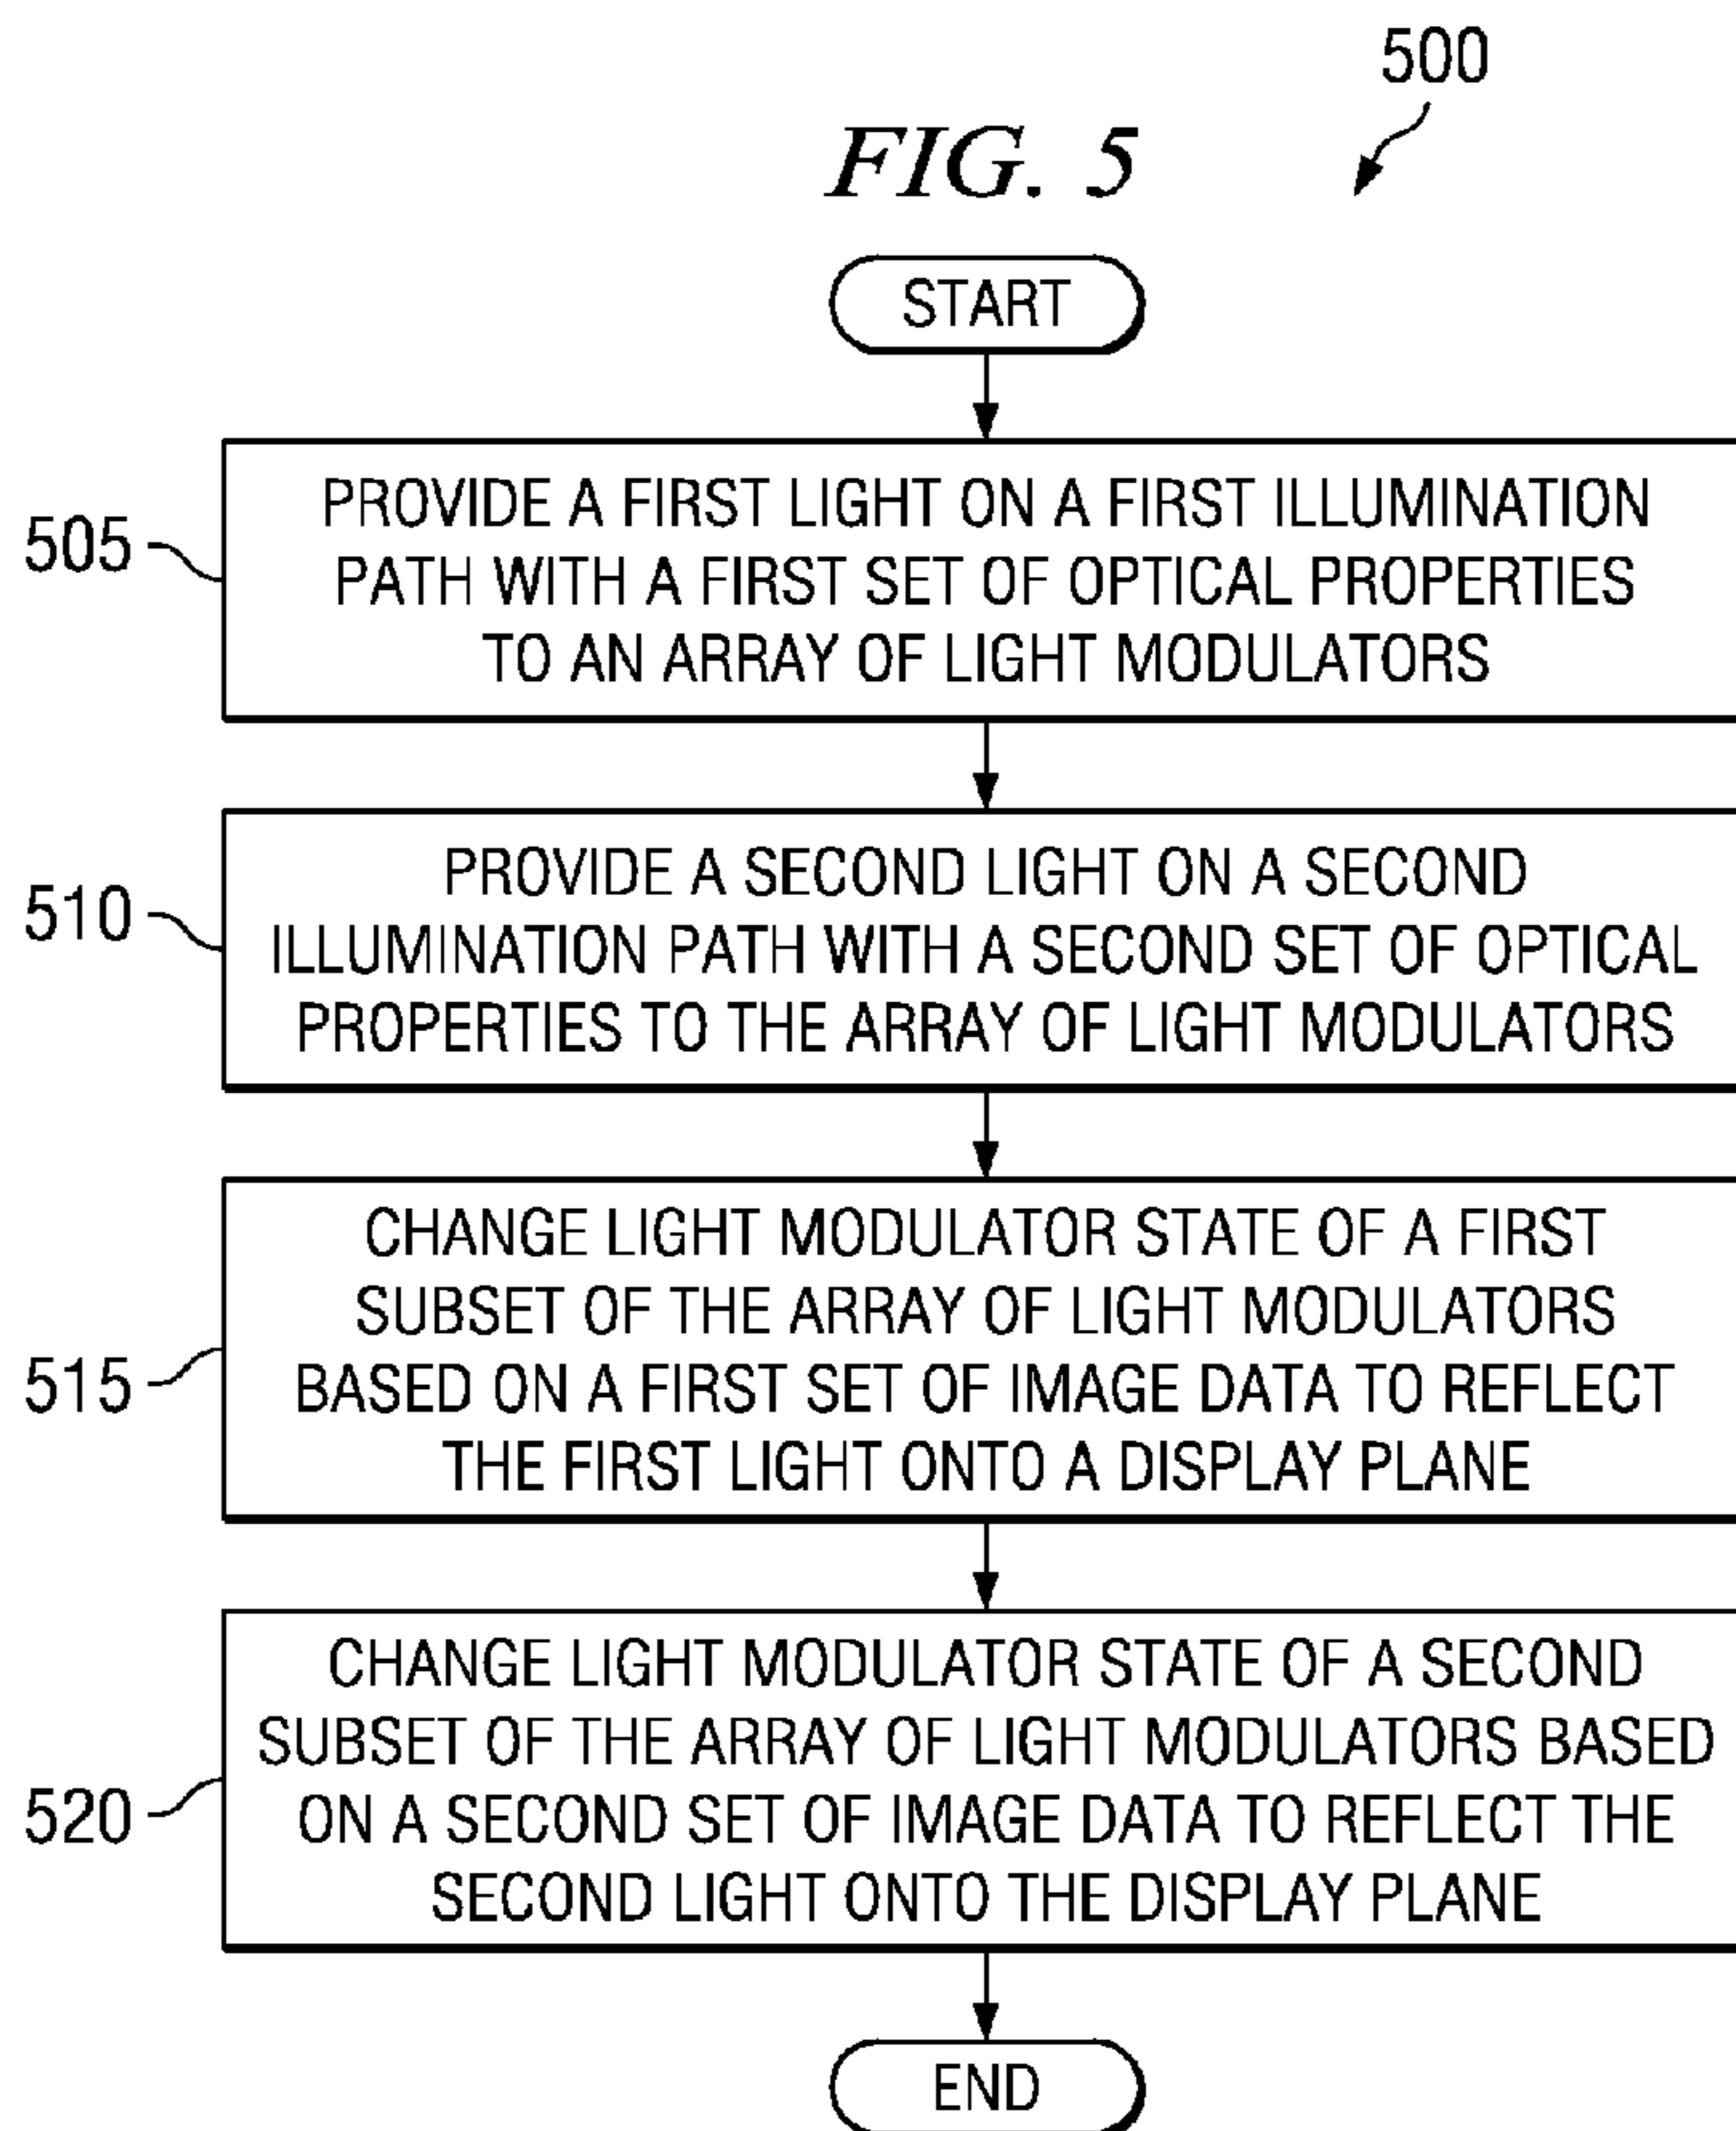 500
FIG. 5
START
505
PROVIDE A FIRST LIGHT ON A FIRST ILLUMINATION
PATH WITH A FIRST SET OF OPTICAL PROPERTIES
TO AN ARRAY OF LIGHT MODULATORS
510
PROVIDE A SECOND LIGHT ON A SECOND
ILLUMINATION PATH WITH A SECOND SET OF OPTICAL
PROPERTIES TO THE ARRAY OF LIGHT MODULATORS
515
CHANGE LIGHT MODULATOR STATE OF A FIRST
SUBSET OF THE ARRAY OF LIGHT MODULATORS
BASED ON A FIRST SET OF IMAGE DATA TO REFLECT
THE FIRST LIGHT ONTO A DISPLAY PLANE
520
CHANGE LIGHT MODULATOR STATE OF A SECOND
SUBSET OF THE ARRAY OF LIGHT MODULATORS BASED
ON A SECOND SET OF IMAGE DATA TO REFLECT THE
SECOND LIGHT ONTO THE DISPLAY PLANE
END